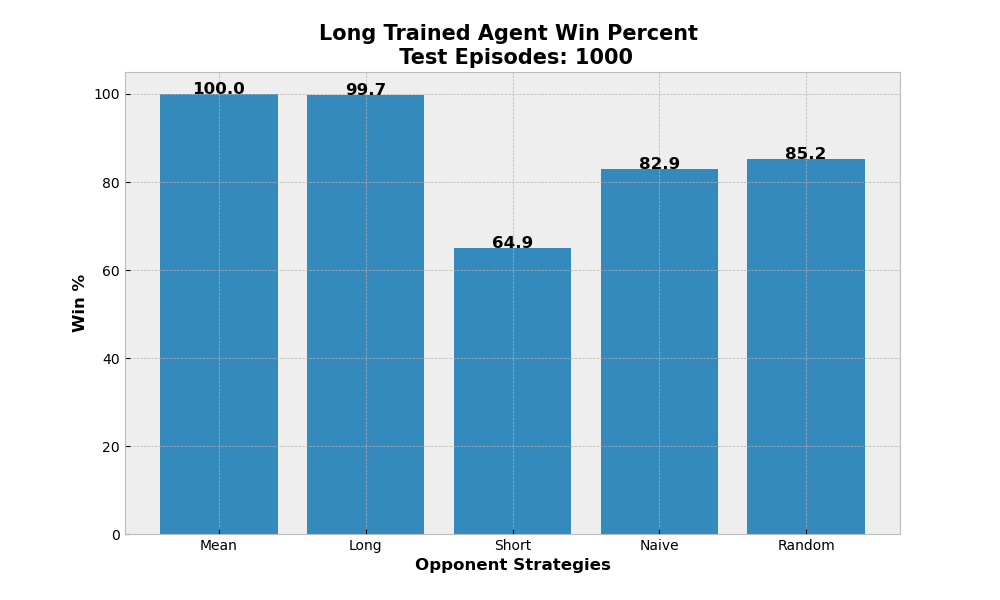 Long Trained Agent Win Percent
Test Episodes: 1000
Win %
100
80
60
40
20
0
100.0
99.7
64.9
82.9
85.2
Mean
Long
Short
Naive
Random
Opponent Strategies